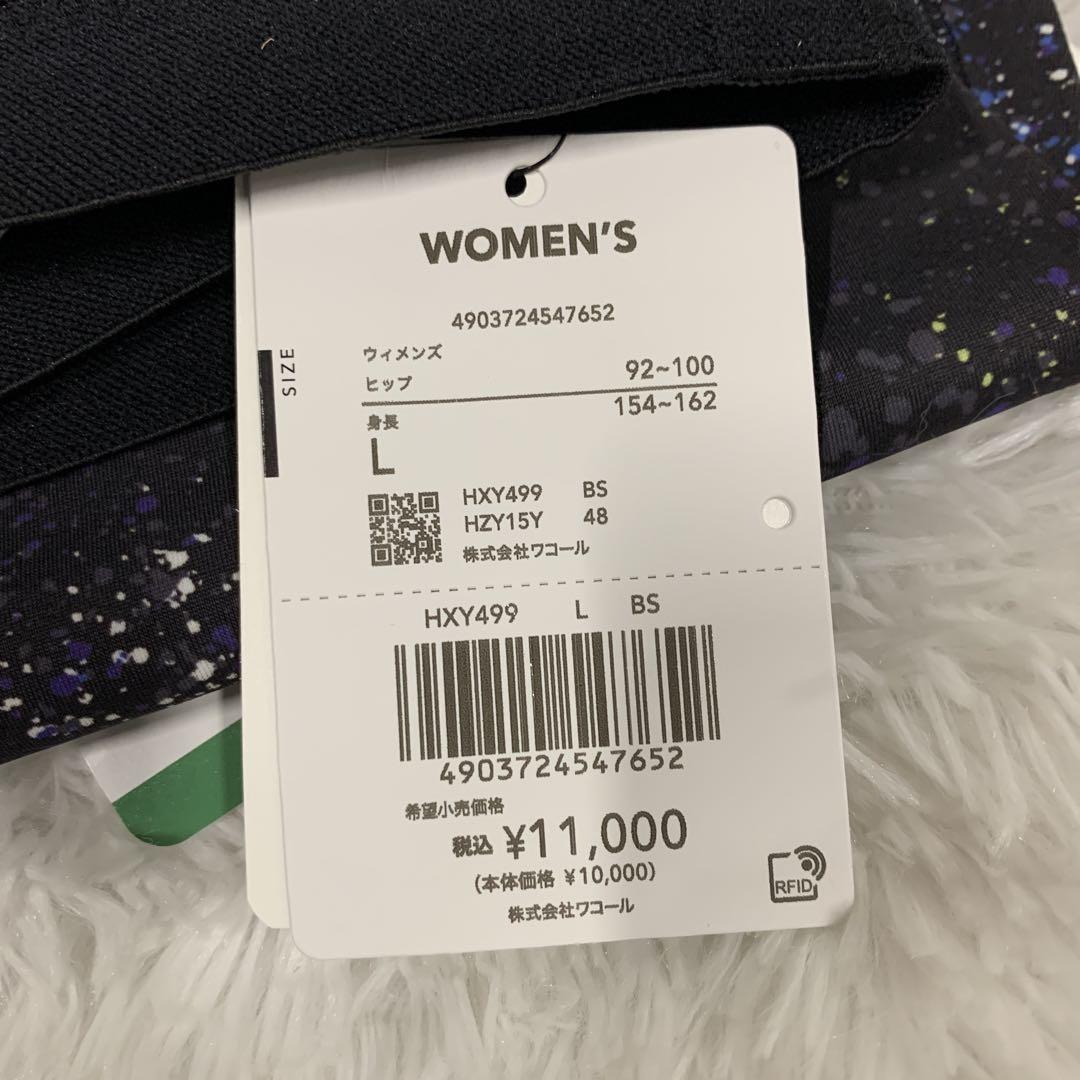 WOMEN'S
4903724547652
SIZE
ウィメンズ
ヒップ 92~100
身長 154~162
L
HXY499 BS
HZY15Y 48
株式会社ワコール
HXY499 L BS
4903724547652
希望小売価格
税込 ¥11,000
(本体価格 ¥10,000)
株式会社ワコール
RFID